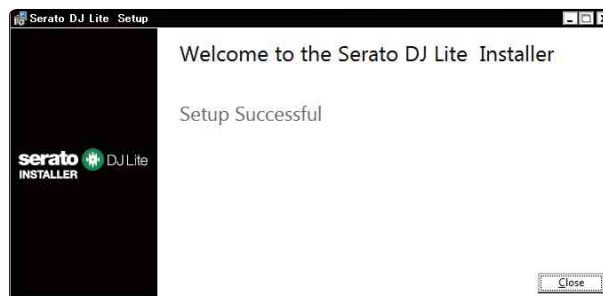 Serato DJ Lite Setup
Welcome to the Serato DJ Lite Installer
Setup Successful
serato DJ Lite
INSTALLER
Close